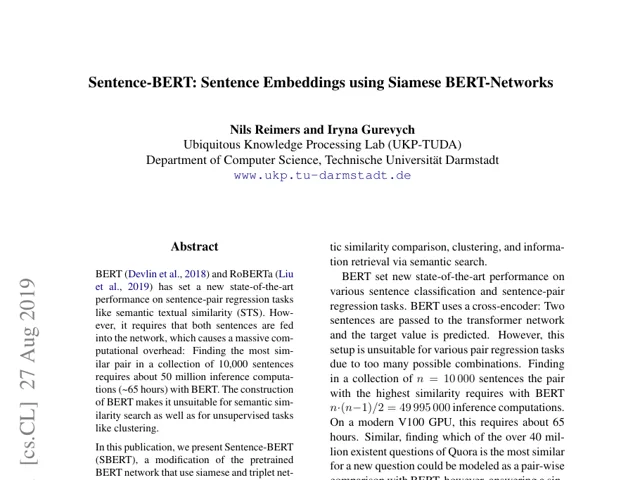 Sentence-BERT: Sentence Embeddings using Siamese BERT-Networks
Nils Reimers and Iryna Gurevych
Ubiquitous Knowledge Processing Lab (UKP-TUDA)
Department of Computer Science, Technische Universität Darmstadt
www.ukp.tu-darmstadt.de
Abstract
BERT (Devlin et al., 2018) and RoBERTa (Liu
et al., 2019) has set a new state-of-the-art
performance on sentence-pair regression tasks
like semantic textual similarity (STS). How-
ever, it requires that both sentences are fed
into the network, which causes a massive com-
putational overhead: Finding the most sim-
ilar pair in a collection of 10,000 sentences
requires about 50 million inference computa-
tions (~65 hours) with BERT. The construction
of BERT makes it unsuitable for semantic sim-
ilarity search as well as for unsupervised tasks
like clustering.
In this publication, we present Sentence-BERT
(SBERT), a modification of the pretrained
BERT network that use siamese and triplet net-
tic similarity comparison, clustering, and informa-
tion retrieval via semantic search.
BERT set new state-of-the-art performance on
various sentence classification and sentence-pair
regression tasks. BERT uses a cross-encoder: Two
sentences are passed to the transformer network
and the target value is predicted. However, this
setup is unsuitable for various pair regression tasks
due to too many possible combinations. Finding
in a collection of n = 10 000 sentences the pair
with the highest similarity requires with BERT
n·(n−1)/2 = 49 995 000 inference computations.
On a modern V100 GPU, this requires about 65
hours. Similar, finding which of the over 40 mil-
lion existent questions of Quora is the most similar
for a new question could be modeled as a pair-wise
comparison with BERT, however, answering a sin-
[cs.CL] 27 Aug 2019